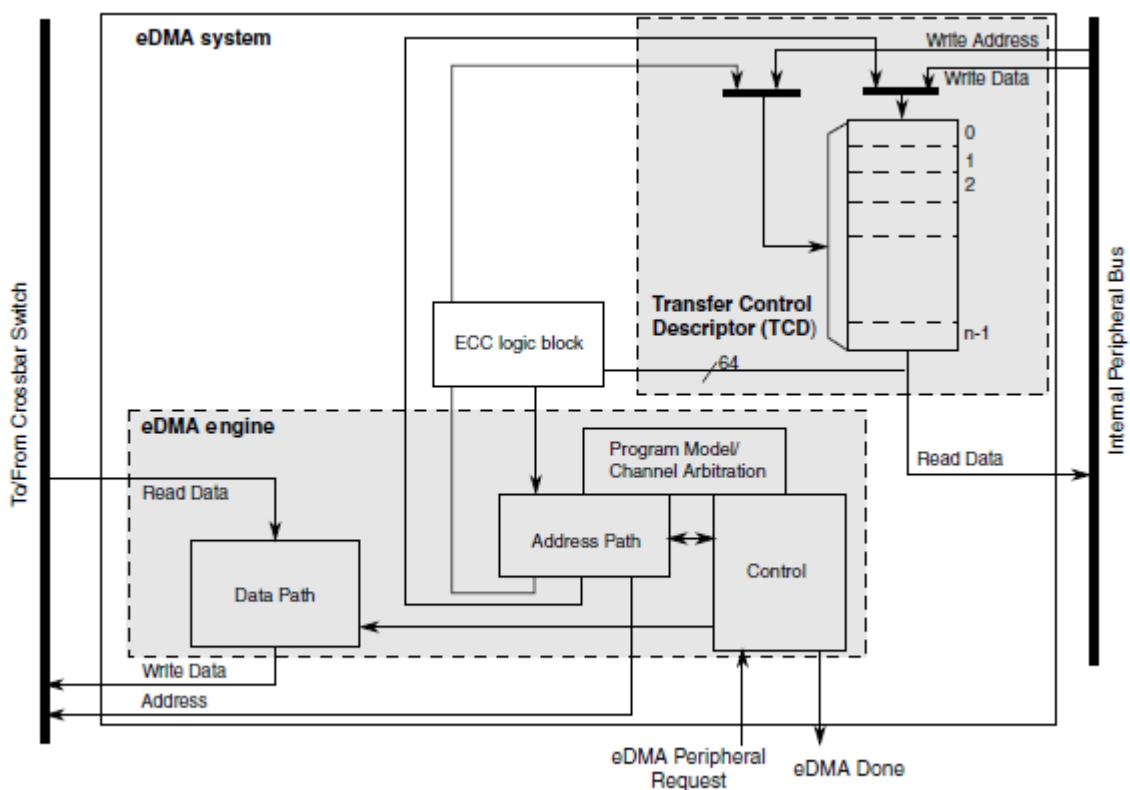 eDMA system
Write Address
Write Data
0
1
2
n-1
Transfer Control
Descriptor (TCD)
64
ECC logic block
To/From Crossbar Switch
Internal Peripheral Bus
eDMA engine
Program Model/
Channel Arbitration
Read Data
Read Data
Address Path
Control
Data Path
Write Data
Address
eDMA Peripheral
Request
eDMA Done